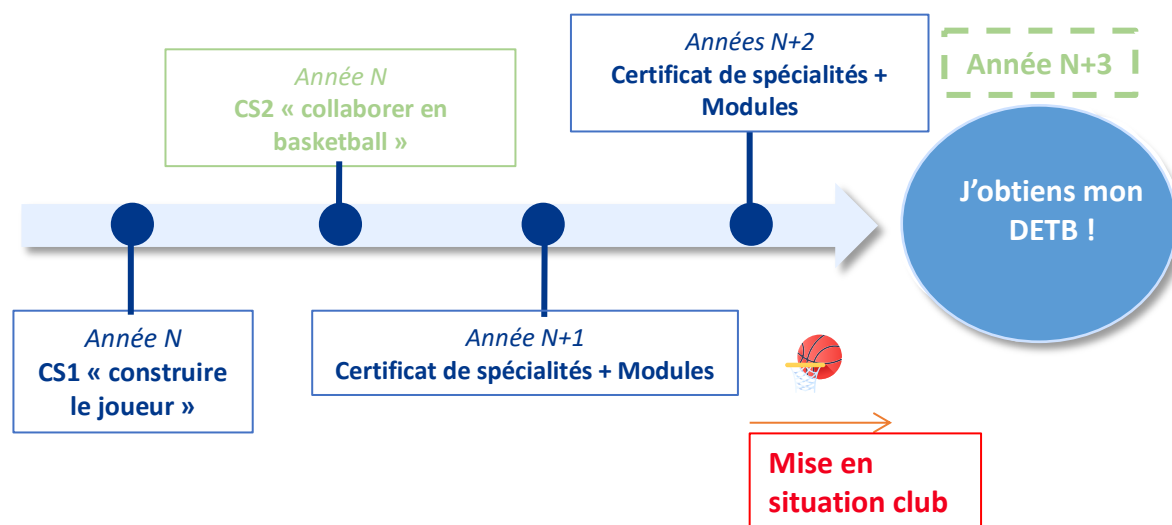 Année N
CS1 « construire
le joueur »
Année N
CS2 « collaborer en
basketball »
Année N+1
Certificat de spécialités + Modules
Années N+2
Certificat de spécialités +
Modules
Mise en
situation club
Année N+3
J’obtiens mon
DETB !